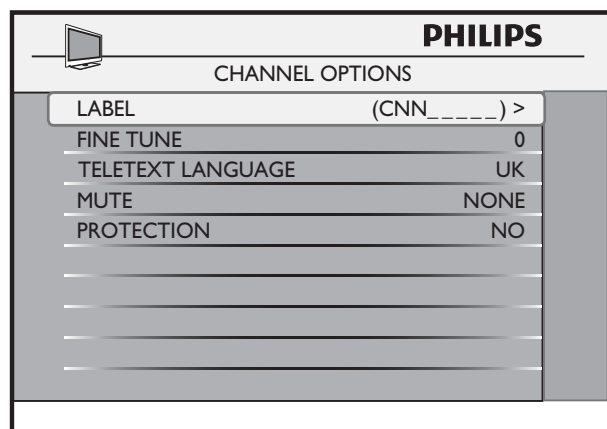 PHILIPS
CHANNEL OPTIONS
LABEL (CNN_____) >
FINE TUNE 0
TELETEXT LANGUAGE UK
MUTE NONE
PROTECTION NO